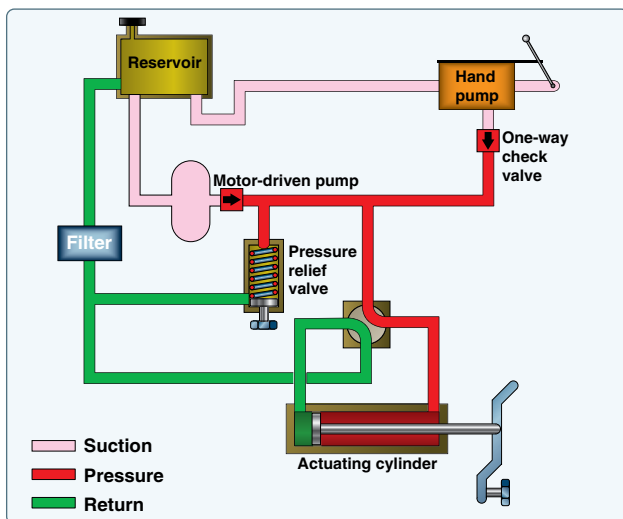 Reservoir
Hand
pump
One-way
check
valve
Motor-driven pump
Filter
Pressure
relief
valve
Actuating cylinder
Suction
Pressure
Return